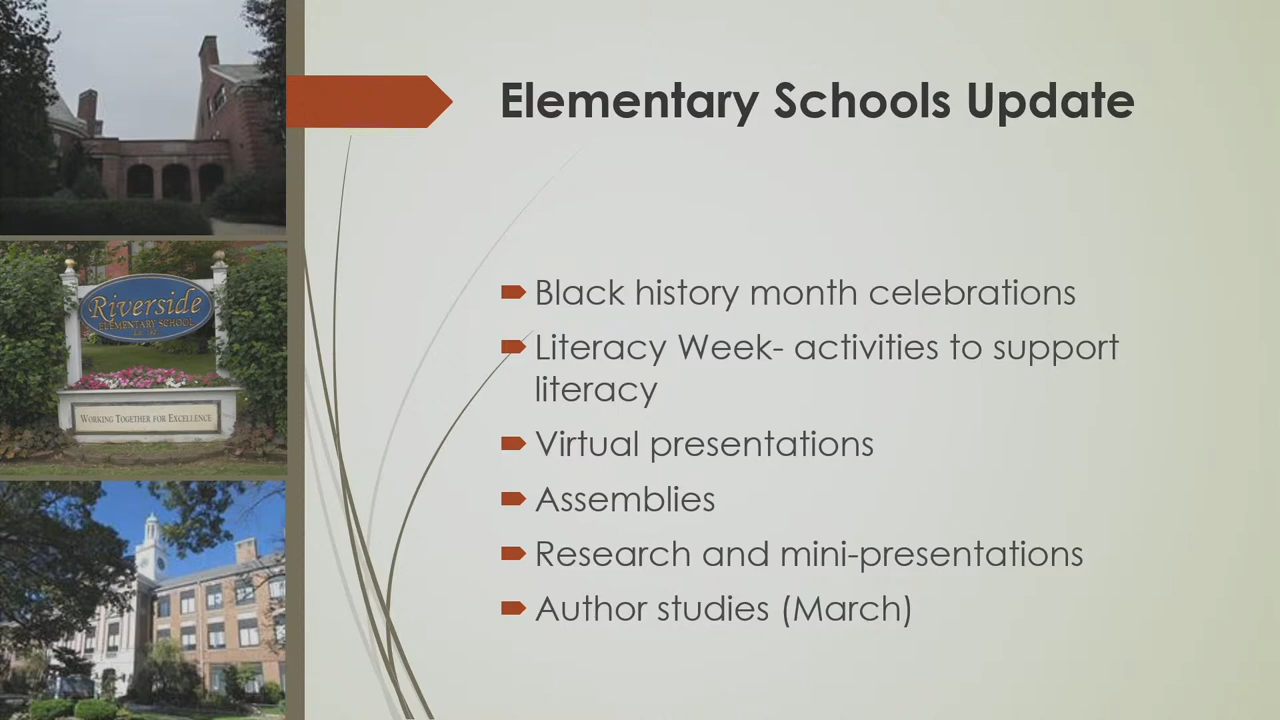 Elementary Schools Update
Black history month celebrations
Literacy Week- activities to support
literacy
Virtual presentations
Assemblies
Research and mini-presentations
Author studies (March)
Riverside
ELEMENTARY SCHOOL
WORKING TOGETHER FOR EXCELLENCE